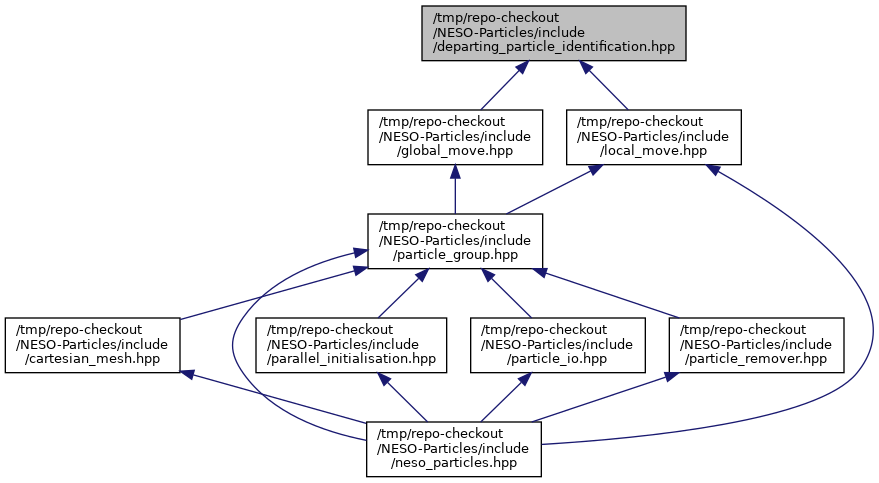 /tmp/repo-checkout
/NESO-Particles/include
/departing_particle_identification.hpp
/tmp/repo-checkout
/NESO-Particles/include
/global_move.hpp
/tmp/repo-checkout
/NESO-Particles/include
/local_move.hpp
/tmp/repo-checkout
/NESO-Particles/include
/particle_group.hpp
/tmp/repo-checkout
/NESO-Particles/include
/cartesian_mesh.hpp
/tmp/repo-checkout
/NESO-Particles/include
/parallel_initialisation.hpp
/tmp/repo-checkout
/NESO-Particles/include
/particle_io.hpp
/tmp/repo-checkout
/NESO-Particles/include
/particle_remover.hpp
/tmp/repo-checkout
/NESO-Particles/include
/neso_particles.hpp